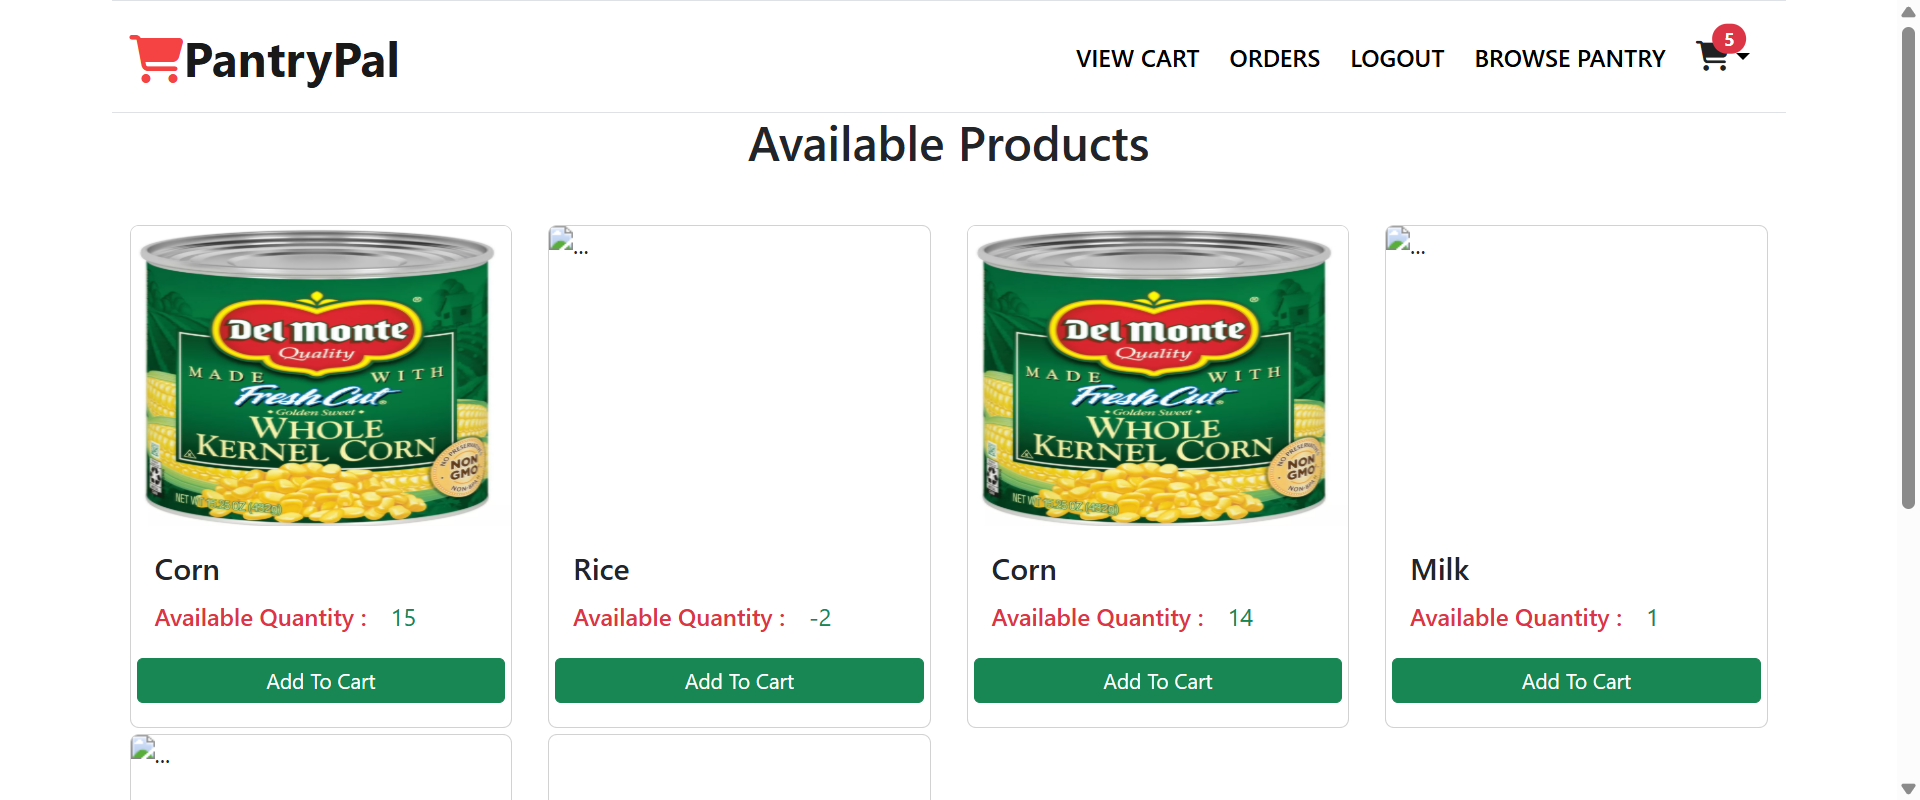 PantryPal
VIEW CART ORDERS LOGOUT BROWSE PANTRY 5
Available Products
Del Monte
Quality
MADE WITH
Fresh Cut
Golden Sweet
WHOLE
KERNEL CORN
NON
GMO
Corn
Available Quantity : 15
Add To Cart
...
Rice
Available Quantity : -2
Add To Cart
Del Monte
Quality
MADE WITH
Fresh Cut
Golden Sweet
WHOLE
KERNEL CORN
NON
GMO
Corn
Available Quantity : 14
Add To Cart
...
Milk
Available Quantity : 1
Add To Cart
...